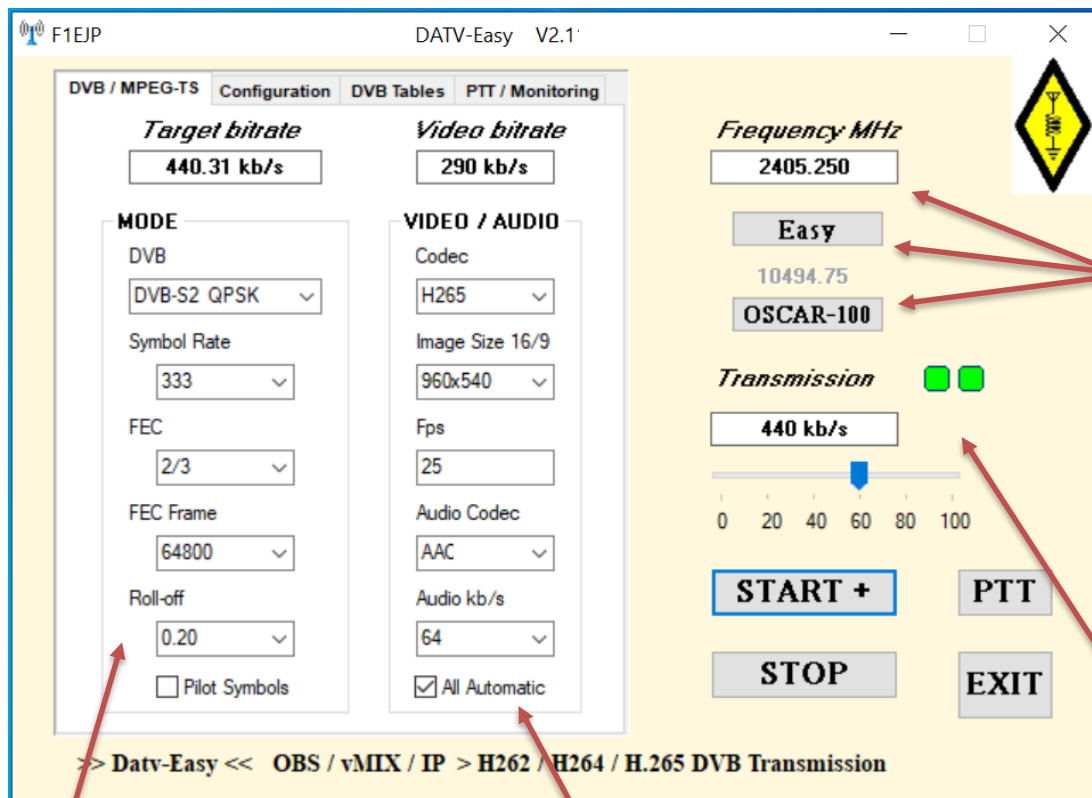 F1EJP DATV-Easy V2.1
DVB / MPEG-TS Configuration DVB Tables PTT / Monitoring
Target bitrate Video bitrate Frequency MHz
440.31 kb/s 290 kb/s 2405.250
MODE VIDEO / AUDIO
Easy
DVB Codec
10494.75
DVB-S2 QPSK H265
OSCAR-100
Symbol Rate Image Size 16/9
333 960x540
Transmission
FEC Fps
440 kb/s
2/3 25
FEC Frame Audio Codec
0 20 40 60 80 100
64800 AAC
Roll-off Audio kb/s
START + PTT
0.20 64
Pilot Symbols All Automatic
STOP EXIT
>> Datv-Easy << OBS / vMIX / IP > H262 / H264 / H.265 DVB Transmission